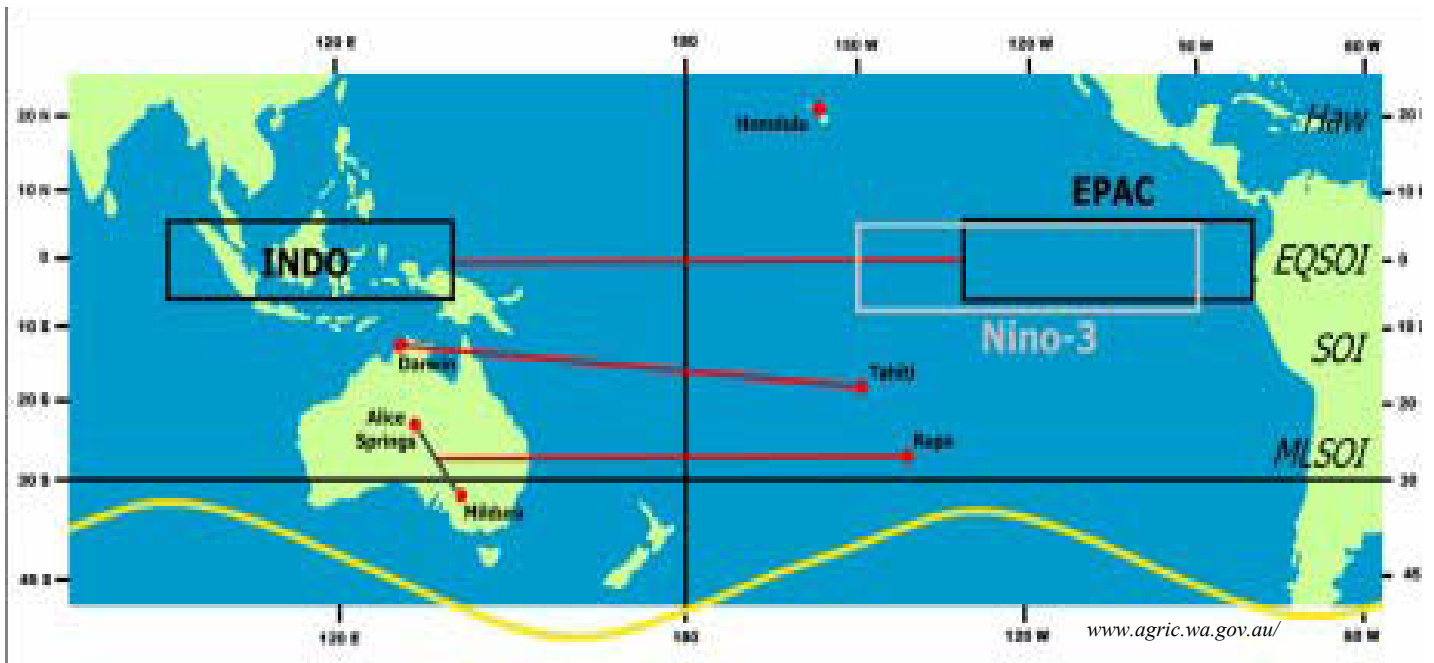 120 E 180 150 W 120 W 90 W 60 W
20 N 20
Honolulu Haw
10 N 10
EPAC
0 INDO EQSOI 0
10 S 10
Nino-3
Darwin SOI
Tahiti
20 S 20
Alice
Springs
Rapa
MLSOI
30 S 30
Mildura
45 S 45
120 E 180 120 W 60 W
www.agric.wa.gov.au/